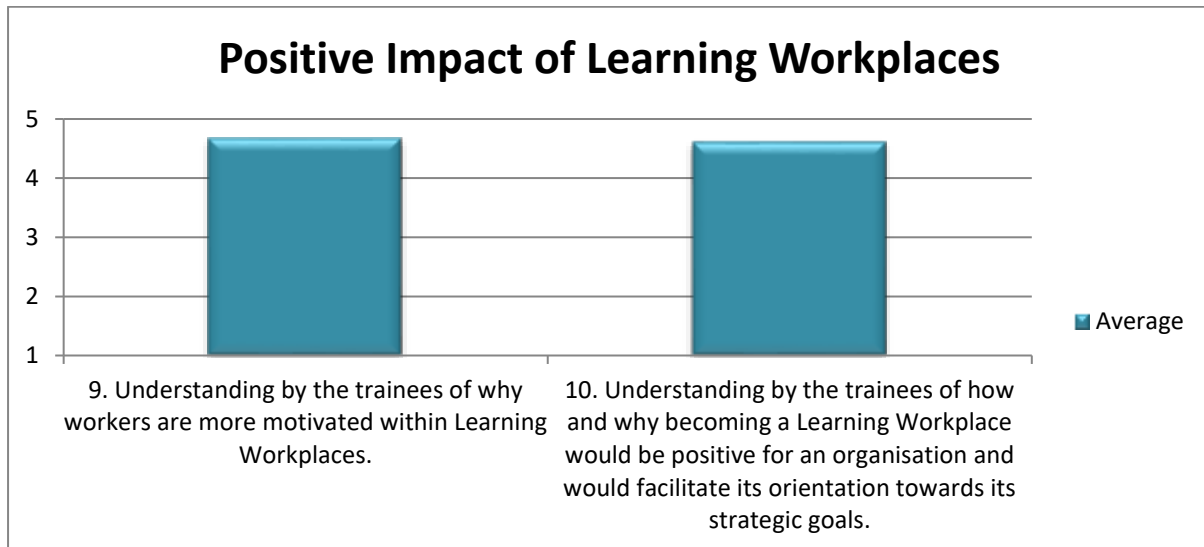 Positive Impact of Learning Workplaces
5
4
3
2
1
9. Understanding by the trainees of why
workers are more motivated within Learning
Workplaces.
10. Understanding by the trainees of how
and why becoming a Learning Workplace
would be positive for an organisation and
would facilitate its orientation towards its
strategic goals.
Average